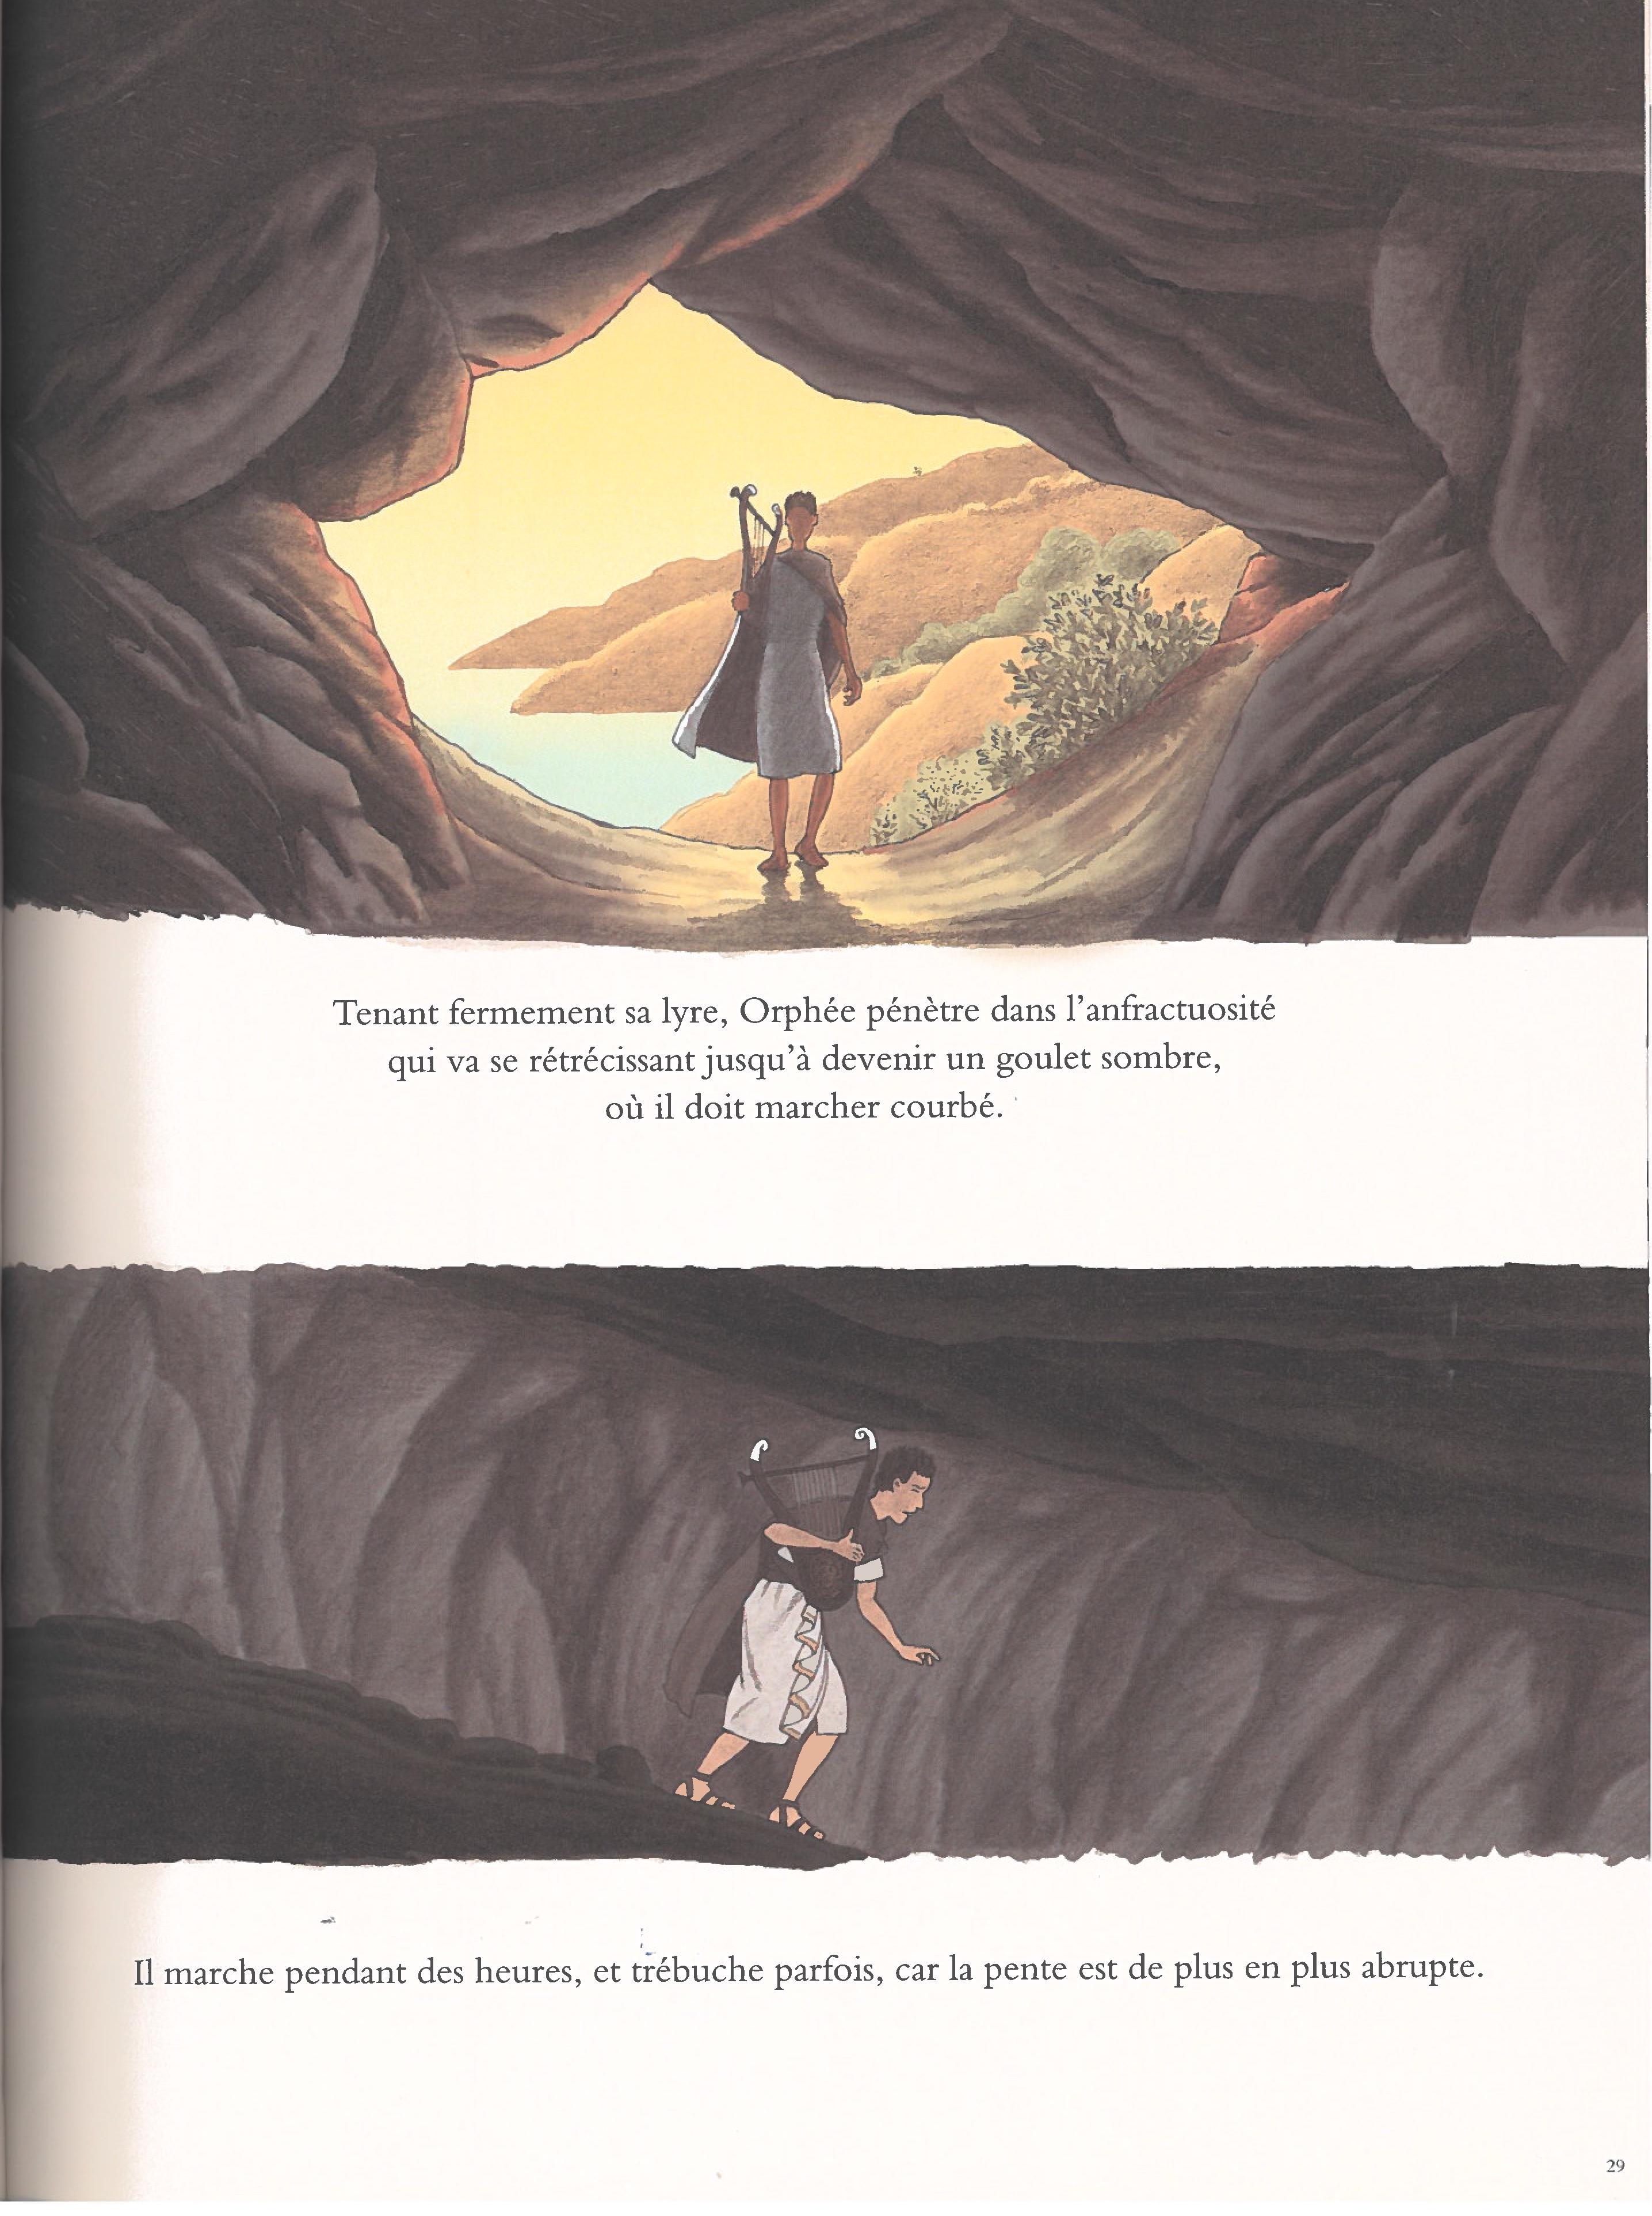 Tenant fermement sa lyre, Orphée pénètre dans l'anfractuosité
qui va se rétrécissant jusqu'à devenir un goulet sombre,
où il doit marcher courbé.
Il marche pendant des heures, et trébuche parfois, car la pente est de plus en plus abrupte.
29